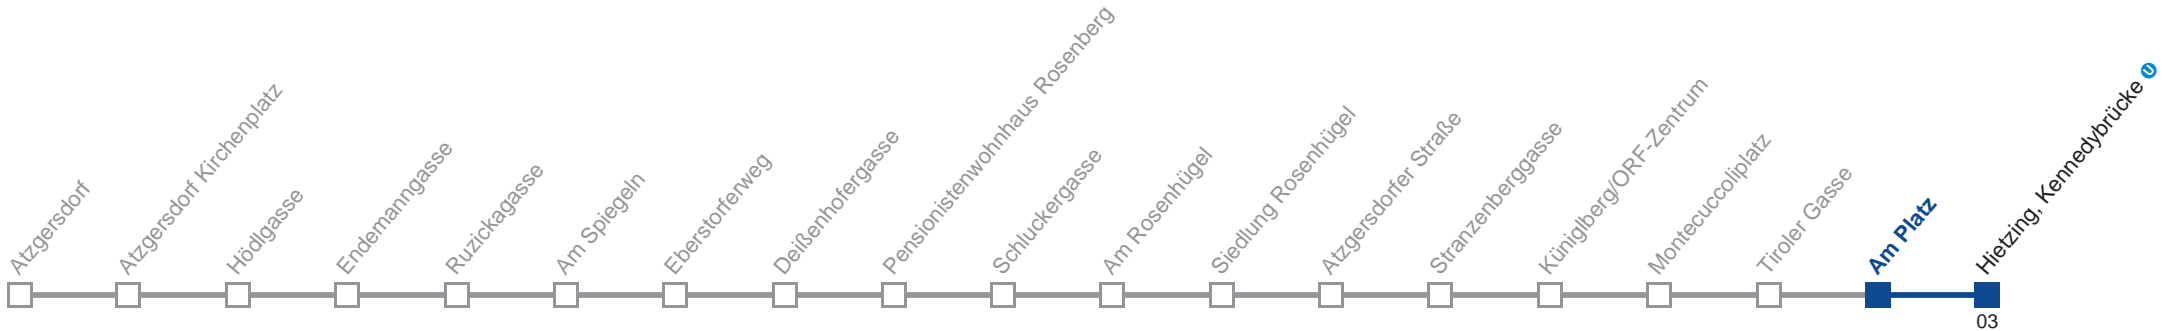 Atzgersdorf
Atzgersdorf Kirchenplatz
Hödlgasse
Endemanngasse
Ruzickagasse
Am Spiegeln
Eberstorferweg
Deißenhofergasse
Pensionistenwohnhaus Rosenberg
Schluckergasse
Am Rosenhügel
Siedlung Rosenhügel
Atzgersdorfer Straße
Stranzenberggasse
Küniglberg/ORF-Zentrum
Montecuccoliplatz
Tiroler Gasse
Am Platz
Hietzing, Kennedybrücke U
03